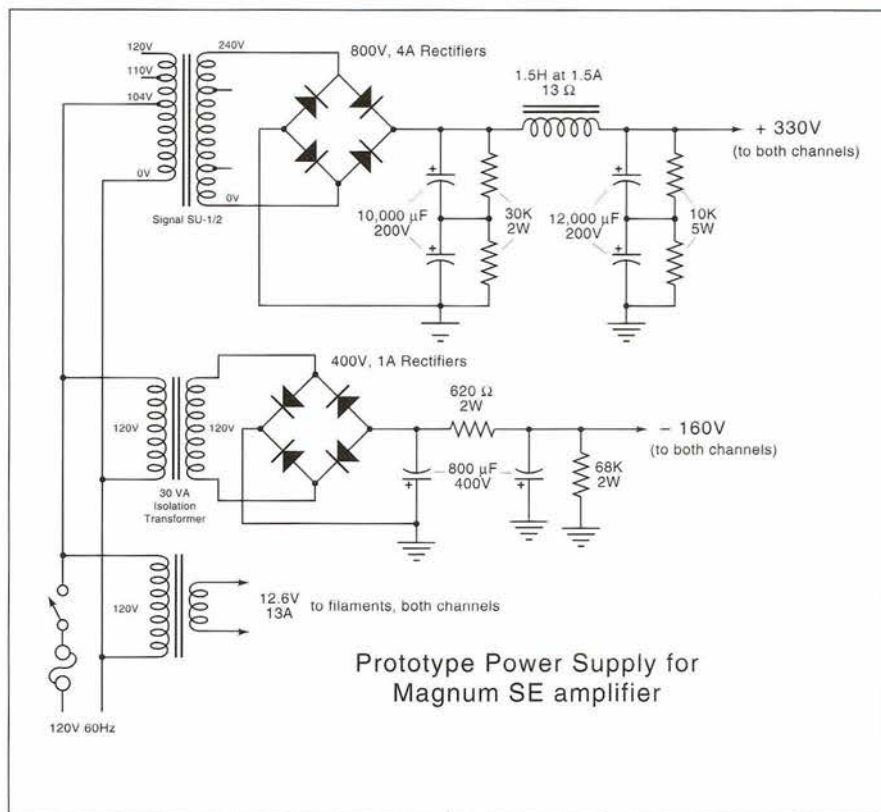 120V
110V
104V
0V
240V
0V
Signal SU-1/2
800V, 4A Rectifiers
10,000 µF
200V
30K
2W
1.5H at 1.5A
13 Ω
12,000 µF
200V
10K
5W
+ 330V
(to both channels)
120V
120V
30 VA
Isolation
Transformer
400V, 1A Rectifiers
620 Ω
2W
800 µF
400V
68K
2W
– 160V
(to both channels)
120V
12.6V
13A
to filaments, both channels
120V 60Hz
Prototype Power Supply for
Magnum SE amplifier